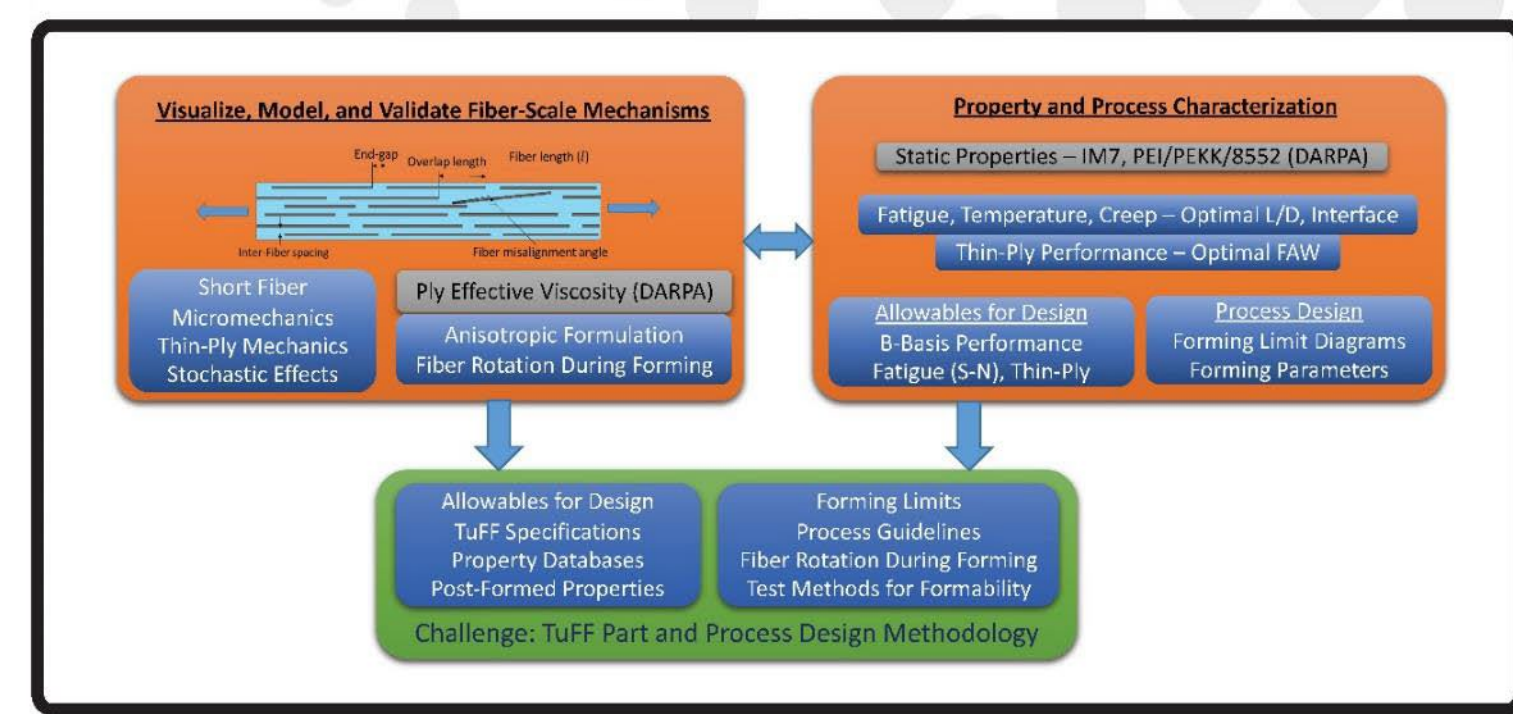 Visualize, Model, and Validate Fiber-Scale Mechanisms
End-gap
Overlap length
Fiber length (l)
Inter-Fiber spacing
Fiber misalignment angle
Short Fiber
Micromechanics
Thin-Ply Mechanics
Stochastic Effects
Ply Effective Viscosity (DARPA)
Anisotropic Formulation
Fiber Rotation During Forming
Property and Process Characterization
Static Properties – IM7, PEI/PEKK/8552 (DARPA)
Fatigue, Temperature, Creep – Optimal L/D, Interface
Thin-Ply Performance – Optimal FAW
Allowables for Design
B-Basis Performance
Fatigue (S-N), Thin-Ply
Process Design
Forming Limit Diagrams
Forming Parameters
Allowables for Design
TuFF Specifications
Property Databases
Post-Formed Properties
Forming Limits
Process Guidelines
Fiber Rotation During Forming
Test Methods for Formability
Challenge: TuFF Part and Process Design Methodology